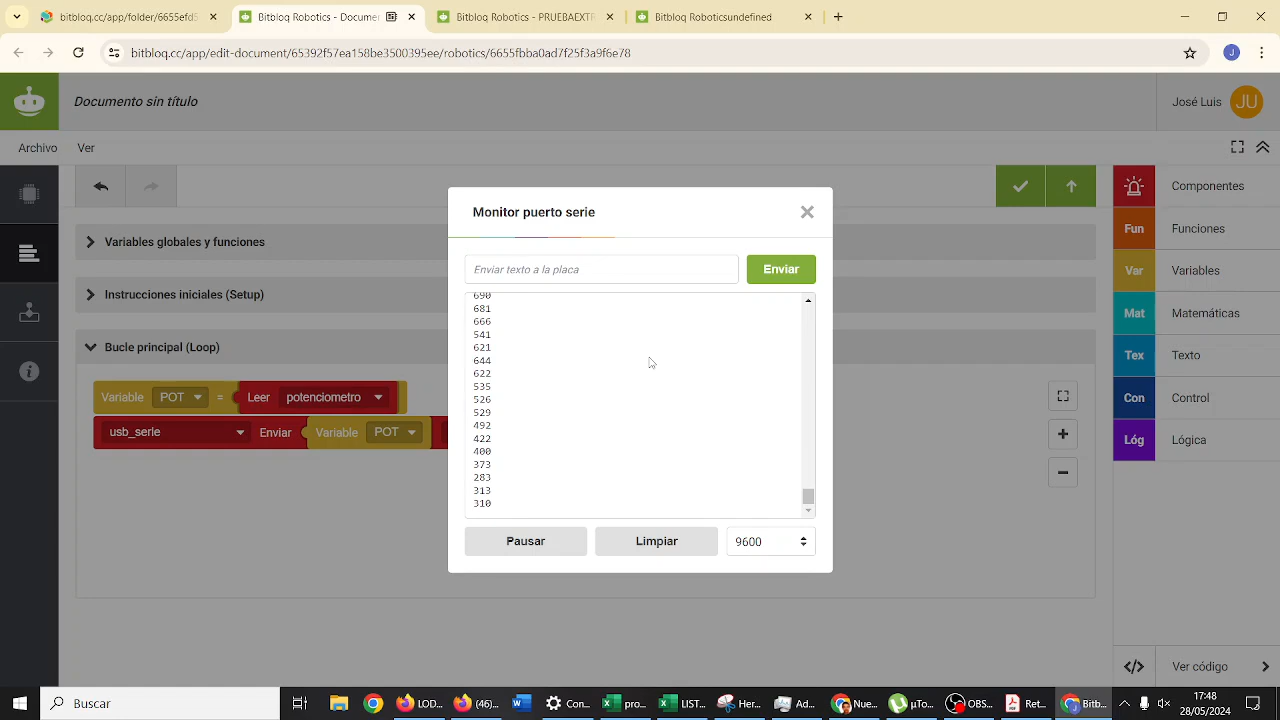 bitbloq.cc/app/folder/6655efd5
Bitbloq Robotics - Docume
Bitbloq Robotics - PRUEBAEXTR
Bitbloq Roboticsundefined
bitbloq.cc/app/edit-document/65392f57ea158be3500395ee/robotics/6655fbba0ad7f25f3a9f6e78
J
Documento sin título
José Luis
JU
Archivo
Ver
Componentes
Monitor puerto serie
Fun
Funciones
Variables globales y funciones
Enviar texto a la placa
Enviar
Var
Variables
Instrucciones iniciales (Setup)
690
681
666
541
621
644
622
535
526
529
492
422
400
373
283
313
310
Mat
Matemáticas
Bucle principal (Loop)
Tex
Texto
Variable POT = Leer potenciometro
Con
Control
usb_serie Enviar Variable POT
Lóg
Lógica
Pausar
Limpiar
9600
Ver código
Buscar
LOD...
(46)...
Con...
pro...
LIST...
Her...
Ad...
Nue...
µTo...
OBS...
Ret...
Bitb...
17:48
28/05/2024